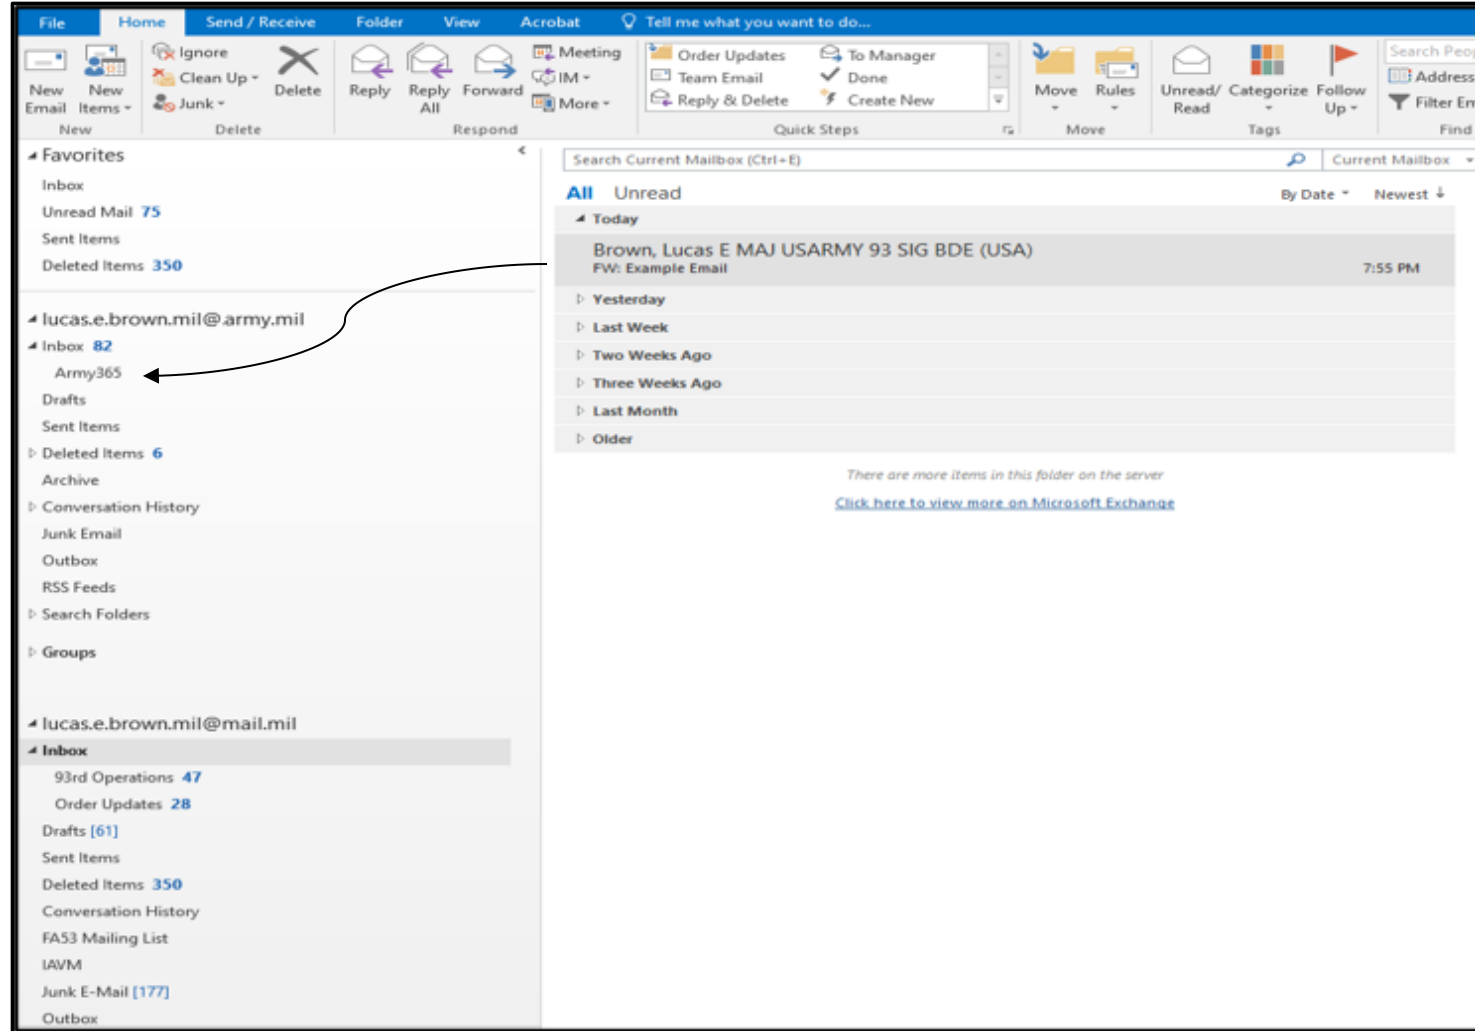 File Home Send / Receive Folder View Acrobat Tell me what you want to do...
Ignore Meeting Order Updates To Manager Search
Clean Up IM Team Email Done Address
New Email New Items Junk Delete Reply Reply All Forward More Reply & Delete Create New Move Rules Unread/ Read Categorize Follow Up Filter
New Delete Respond Quick Steps Move Tags Find
Favorites
Inbox
Unread Mail 75
Sent Items
Deleted Items 350
lucas.e.brown.mil@.army.mil
Inbox 82
Army365
Drafts
Sent Items
Deleted Items 6
Archive
Conversation History
Junk Email
Outbox
RSS Feeds
Search Folders
Groups
lucas.e.brown.mil@mail.mil
Inbox
93rd Operations 47
Order Updates 28
Drafts [61]
Sent Items
Deleted Items 350
Conversation History
FA53 Mailing List
IAVM
Junk E-Mail [177]
Outbox
Search Current Mailbox (Ctrl+E) Current Mailbox
All Unread By Date Newest ↓
Today
Brown, Lucas E MAJ USARMY 93 SIG BDE (USA)
FW: Example Email 7:55 PM
Yesterday
Last Week
Two Weeks Ago
Three Weeks Ago
Last Month
Older
There are more items in this folder on the server
Click here to view more on Microsoft Exchange